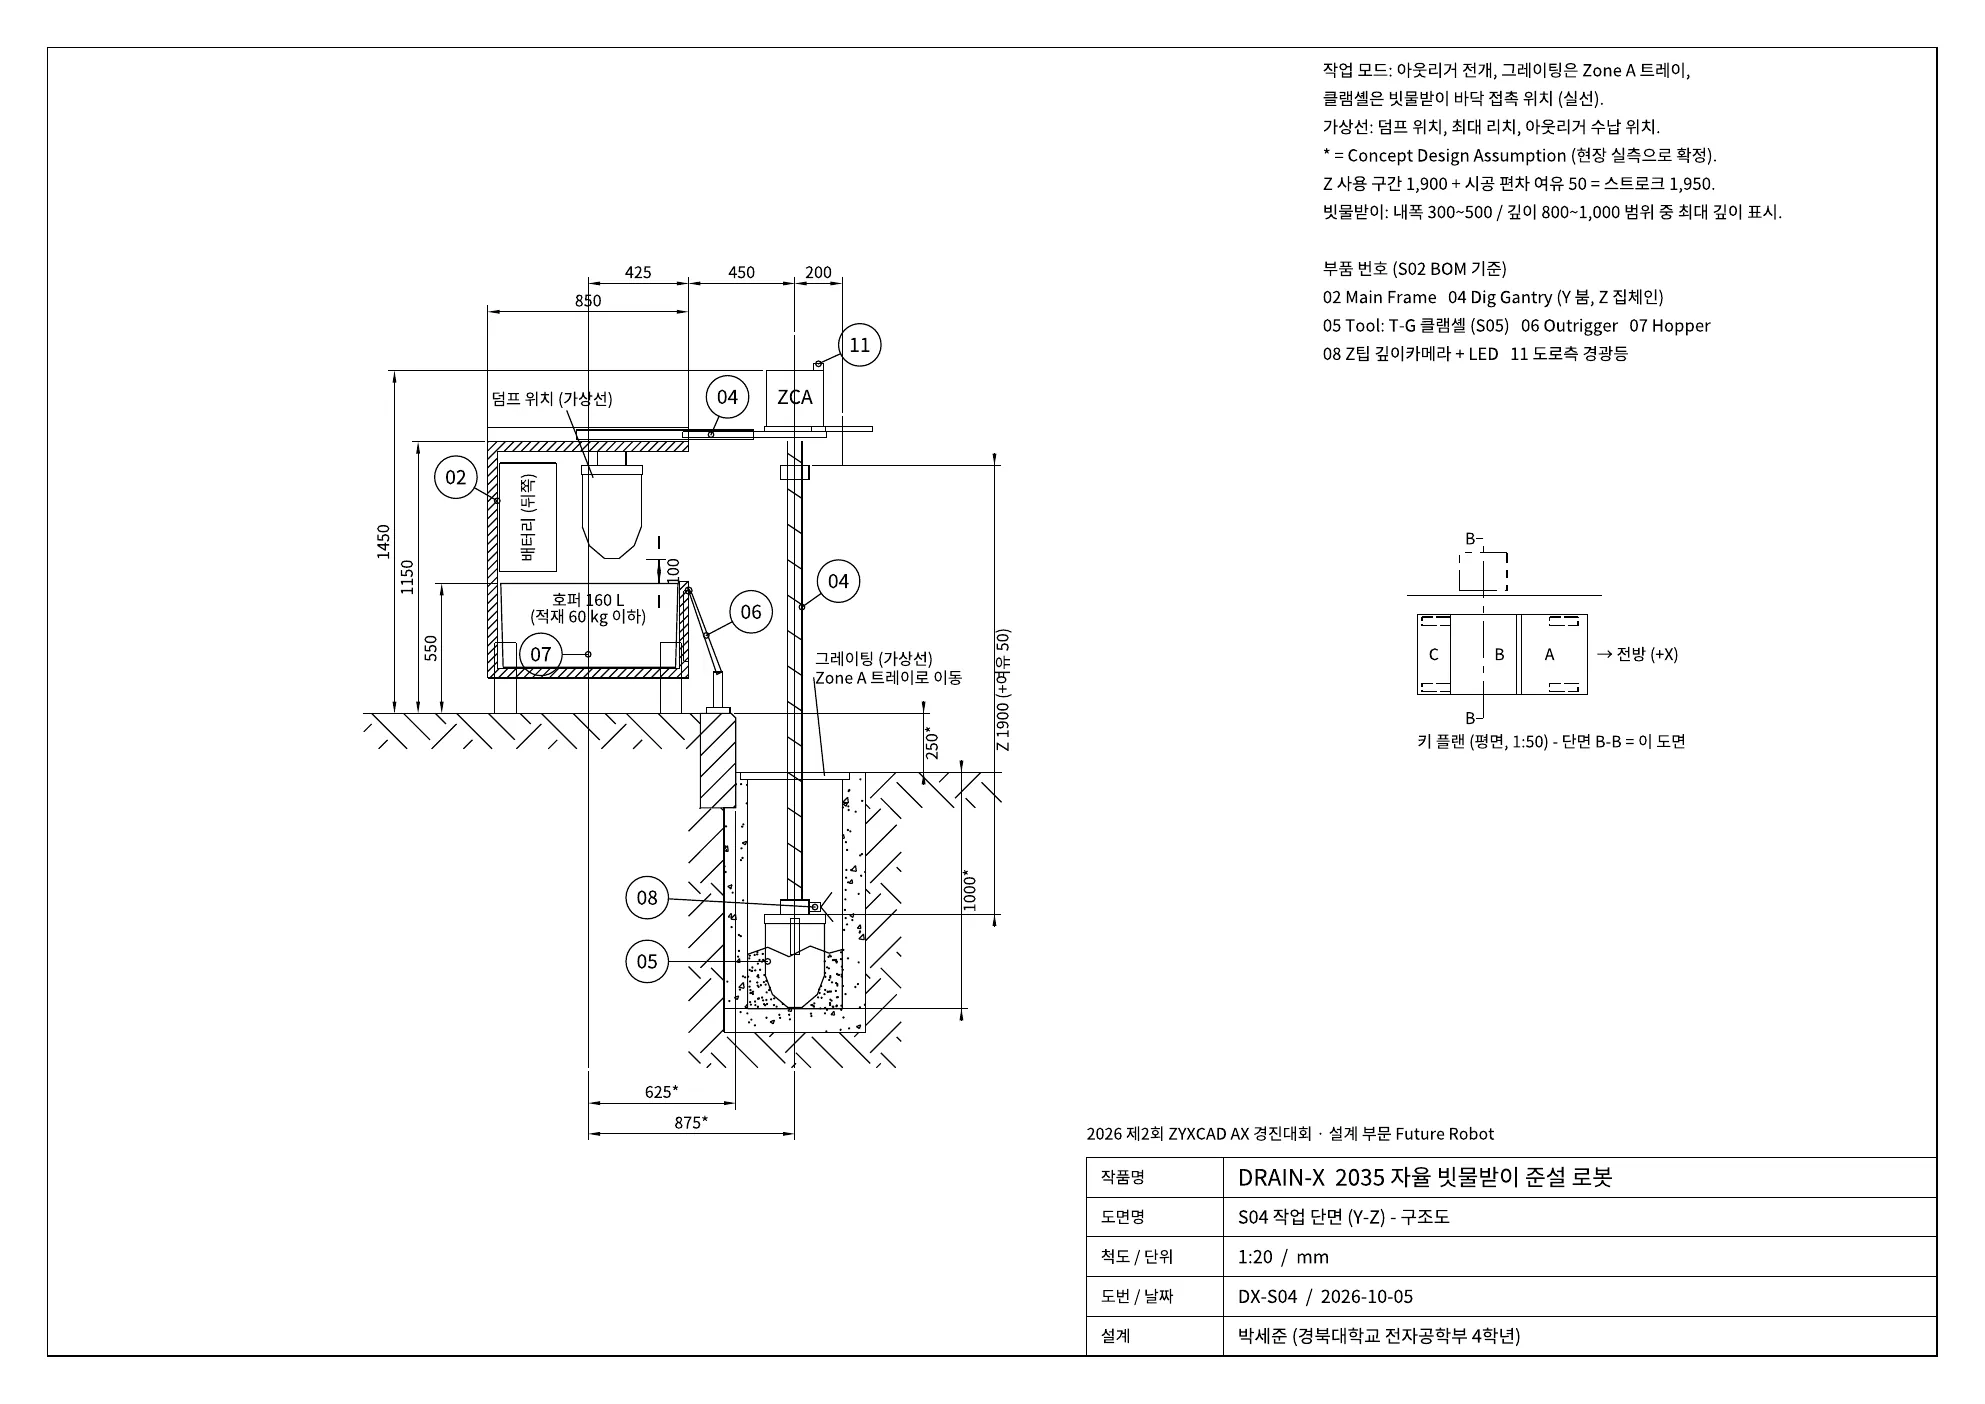 작업 모드: 아웃리거 전개, 그레이팅은 Zone A 트레이,
클램셸은 빗물받이 바닥 접촉 위치 (실선).
가상선: 덤프 위치, 최대 리치, 아웃리거 수납 위치.
* = Concept Design Assumption (현장 실측으로 확정).
Z 사용 구간 1,900 + 시공 편차 여유 50 = 스트로크 1,950.
빗물받이: 내폭 300~500 / 깊이 800~1,000 범위 중 최대 깊이 표시.
부품 번호 (S02 BOM 기준)
02 Main Frame 04 Dig Gantry (Y 붐, Z 집체인)
05 Tool: T-G 클램셸 (S05) 06 Outrigger 07 Hopper
08 Z팁 깊이카메라 + LED 11 도로측 경광등
425
450
200
850
11
덤프 위치 (가상선)
04
ZCA
02
배터리 (뒤쪽)
1450
1150
550
100
호퍼 160 L
(적재 60 kg 이하)
07
06
04
그레이팅 (가상선)
Zone A 트레이로 이동
Z 1900 (+여유 50)
250*
1000*
08
05
625*
875*
B
C
B
A
→ 전방 (+X)
B
키 플랜 (평면, 1:50) - 단면 B-B = 이 도면
2026 제2회 ZYXCAD AX 경진대회 · 설계 부문 Future Robot
작품명
DRAIN-X 2035 자율 빗물받이 준설 로봇
도면명
S04 작업 단면 (Y-Z) - 구조도
척도 / 단위
1:20 / mm
도번 / 날짜
DX-S04 / 2026-10-05
설계
박세준 (경북대학교 전자공학부 4학년)